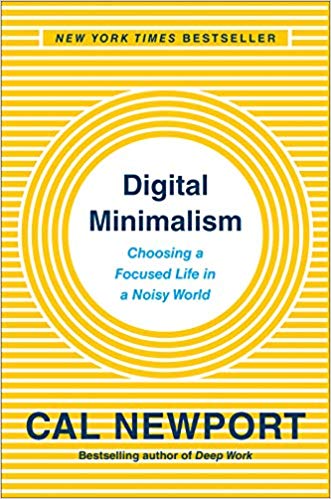 NEW YORK TIMES BESTSELLER
Digital
Minimalism
Choosing a
Focused Life in
a Noisy World
CAL NEWPORT
Bestselling author of Deep Work